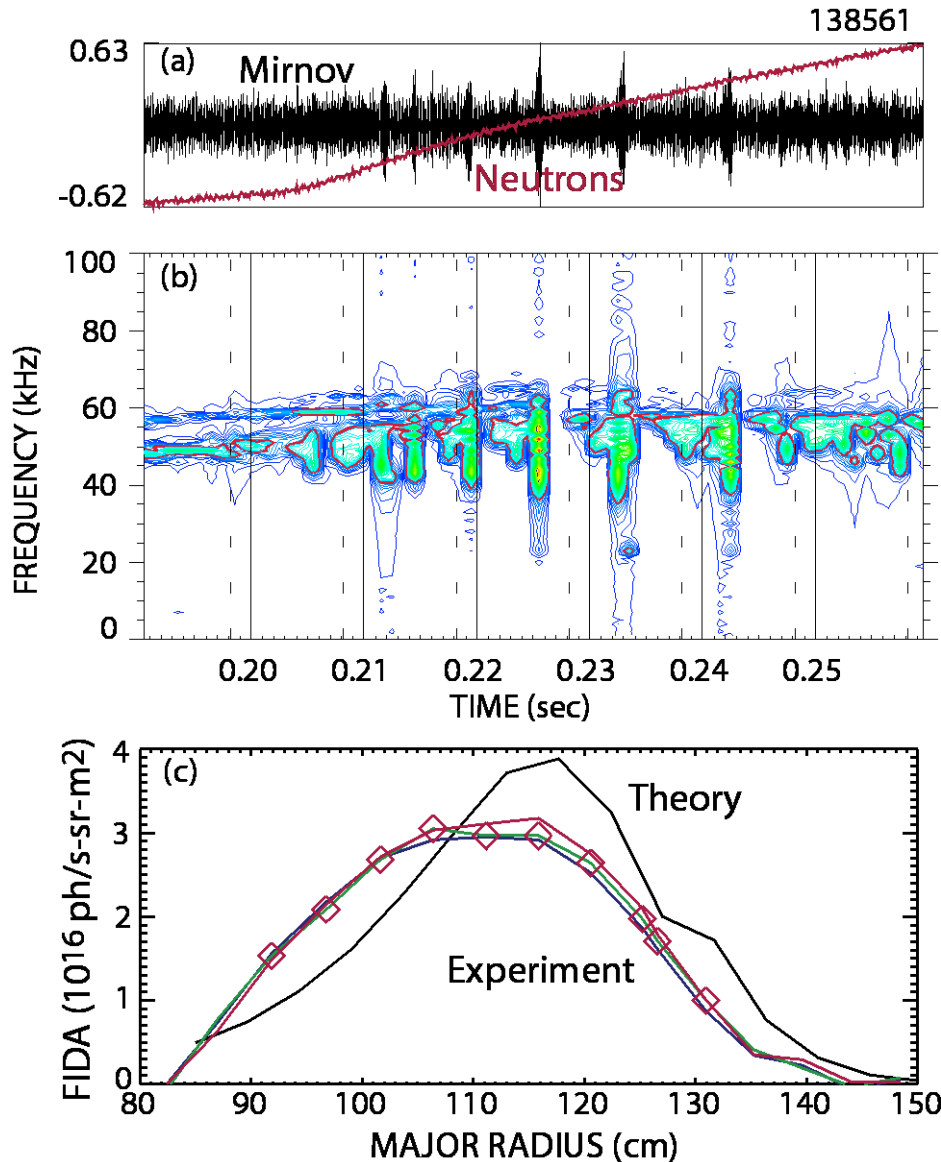 138561
0.63
(a)
Mirnov
Neutrons
-0.62
(b)
100
80
60
40
20
0
FREQUENCY (kHz)
0.20 0.21 0.22 0.23 0.24 0.25
TIME (sec)
(c)
4
3
2
1
0
FIDA (10¹⁶ ph/s-sr-m2)
Theory
Experiment
80 90 100 110 120 130 140 150
MAJOR RADIUS (cm)